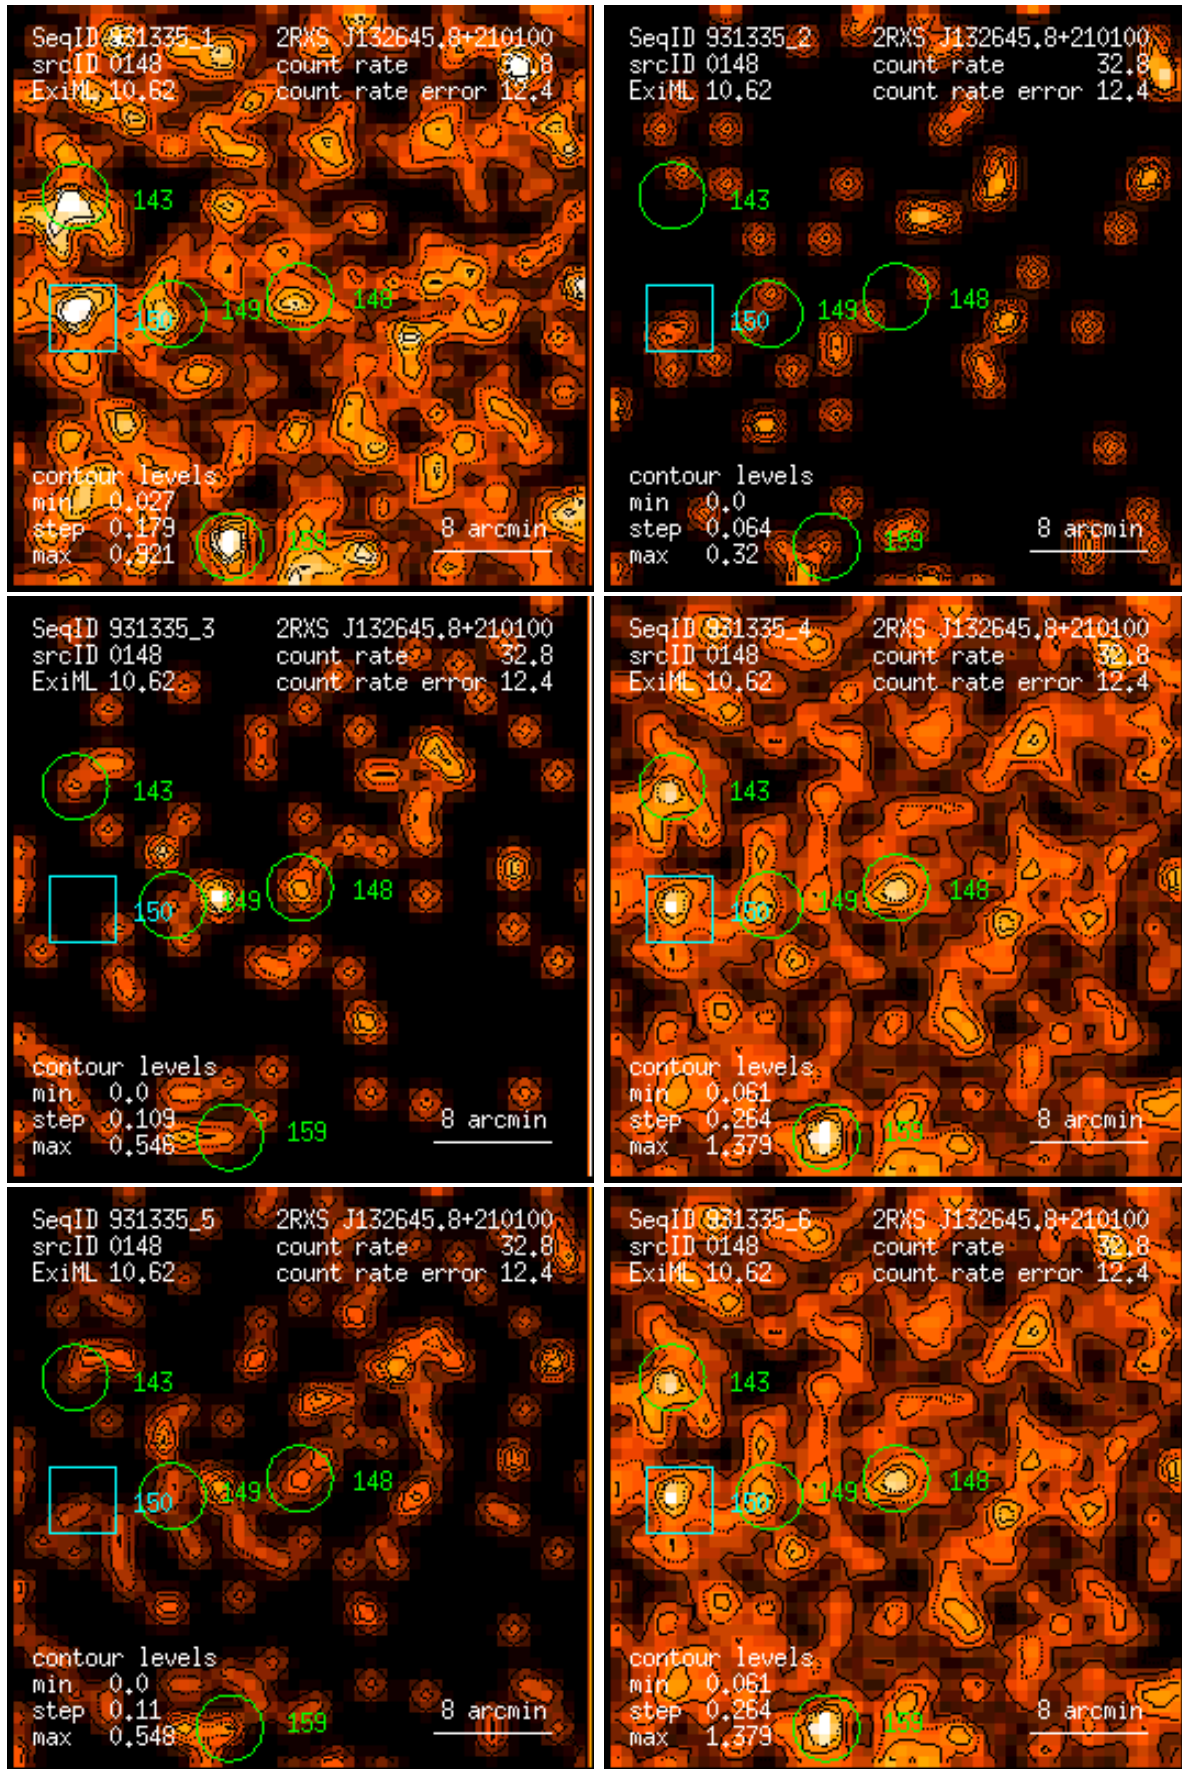 SeqID 931335_1 2RXS J132645.8+210100
srcID 0148 count rate .8
ExiML 10.62 count rate error 12.4
143
149 148
150
contour levels
min 0.027
step 0.179
max 0.921
159
8 arcmin
SeqID 931335_2 2RXS J132645.8+210100
srcID 0148 count rate 32.8
ExiML 10.62 count rate error 12.4
143
149 148
150
contour levels
min 0.0
step 0.064
max 0.32
159
8 arcmin
SeqID 931335_3 2RXS J132645.8+210100
srcID 0148 count rate 32.8
ExiML 10.62 count rate error 12.4
143
149 148
150
contour levels
min 0.0
step 0.109
max 0.546
159
8 arcmin
SeqID 931335_4 2RXS J132645.8+210100
srcID 0148 count rate 32.8
ExiML 10.62 count rate error 12.4
143
149 148
150
contour levels
min 0.061
step 0.264
max 1.379
159
8 arcmin
SeqID 931335_5 2RXS J132645.8+210100
srcID 0148 count rate 32.8
ExiML 10.62 count rate error 12.4
143
149 148
150
contour levels
min 0.0
step 0.11
max 0.548
159
8 arcmin
SeqID 931335_6 2RXS J132645.8+210100
srcID 0148 count rate 32.8
ExiML 10.62 count rate error 12.4
143
149 148
150
contour levels
min 0.061
step 0.264
max 1.379
159
8 arcmin